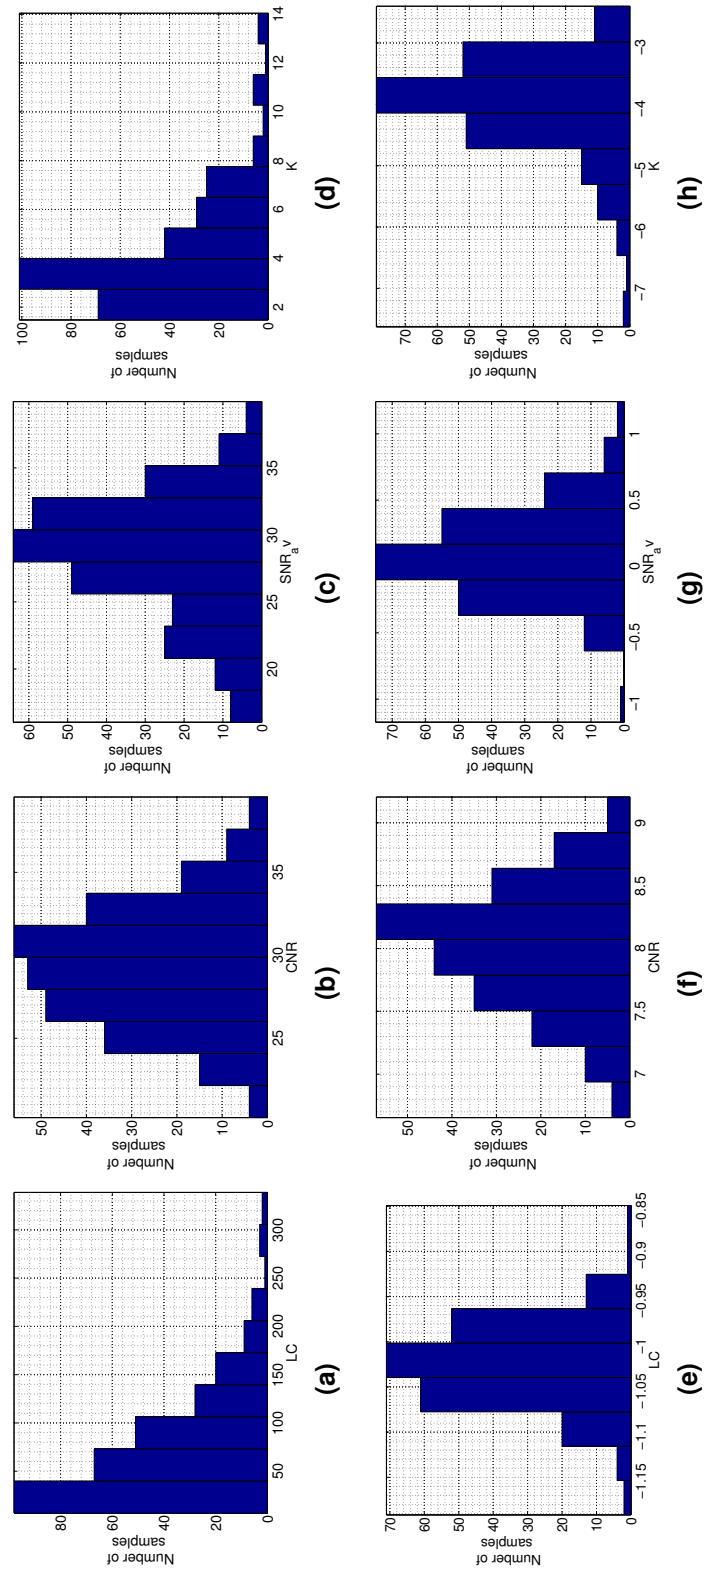 Number of
samples
80
60
40
20
0
50 100 150 200 250 300
LC
(a)
Number of
samples
50
40
30
20
10
0
25 30 35
CNR
(b)
Number of
samples
60
50
40
30
20
10
0
20 25 30 35
SNRₐv
(c)
Number of
samples
100
80
60
40
20
0
2 4 6 8 10 12 14
K
(d)
Number of
samples
70
60
50
40
30
20
10
0
−1.15 −1.1 −1.05 −1 −0.95 −0.9 −0.85
LC
(e)
Number of
samples
50
40
30
20
10
0
7 7.5 8 8.5 9
CNR
(f)
Number of
samples
70
60
50
40
30
20
10
0
−1 −0.5 0 0.5 1
SNRₐv
(g)
Number of
samples
70
60
50
40
30
20
10
0
−7 −6 −5 −4 −3
K
(h)